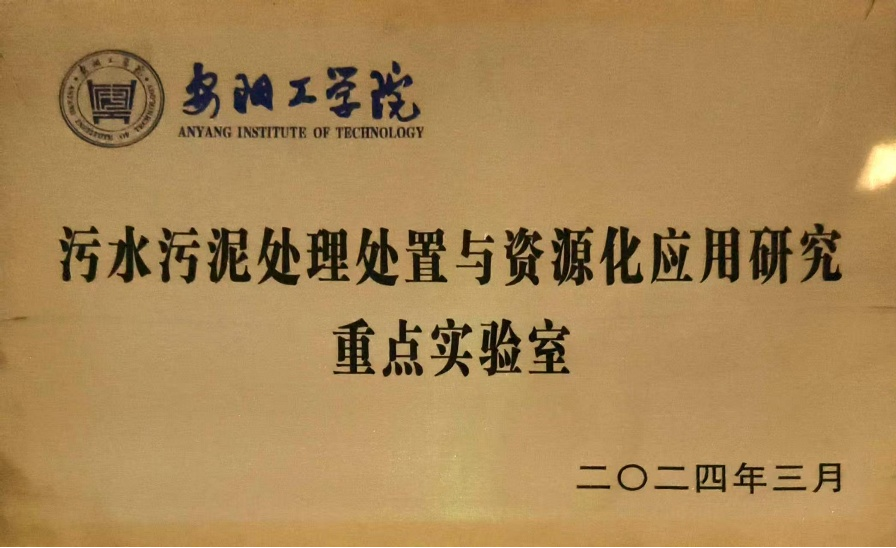 安阳工学院
ANYANG INSTITUTE OF TECHNOLOGY
污水污泥处理处置与资源化应用研究
重点实验室
二〇二四年三月